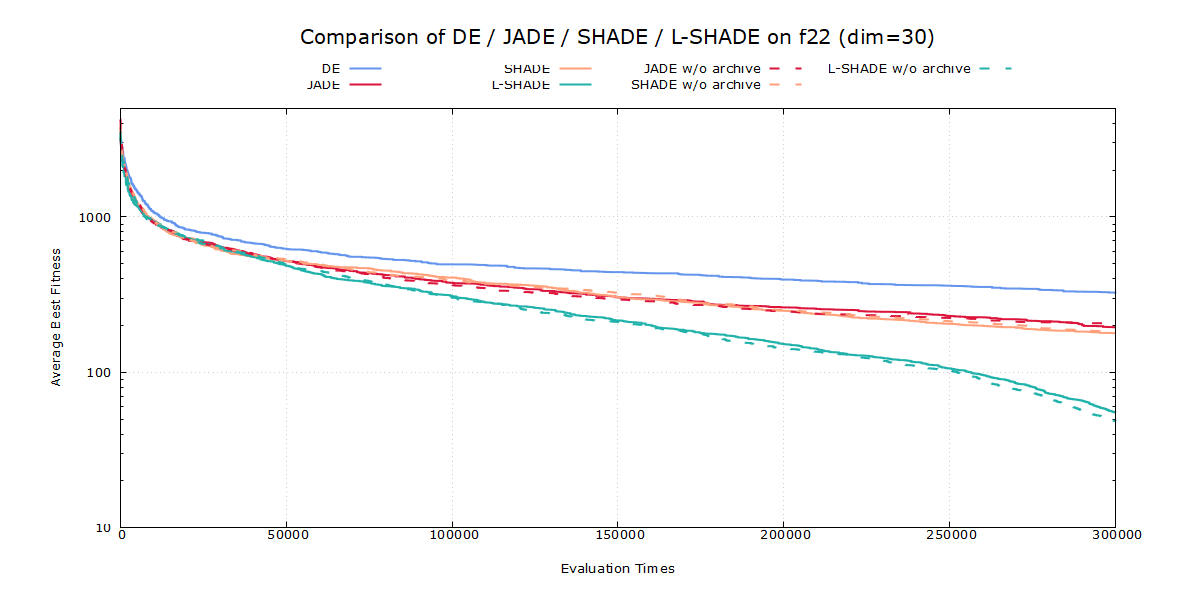 Comparison of DE / JADE / SHADE / L-SHADE on f22 (dim=30)
DE SHADE JADE w/o archive L-SHADE w/o archive
JADE L-SHADE SHADE w/o archive
1000
100
10
Average Best Fitness
0 50000 100000 150000 200000 250000 300000
Evaluation Times